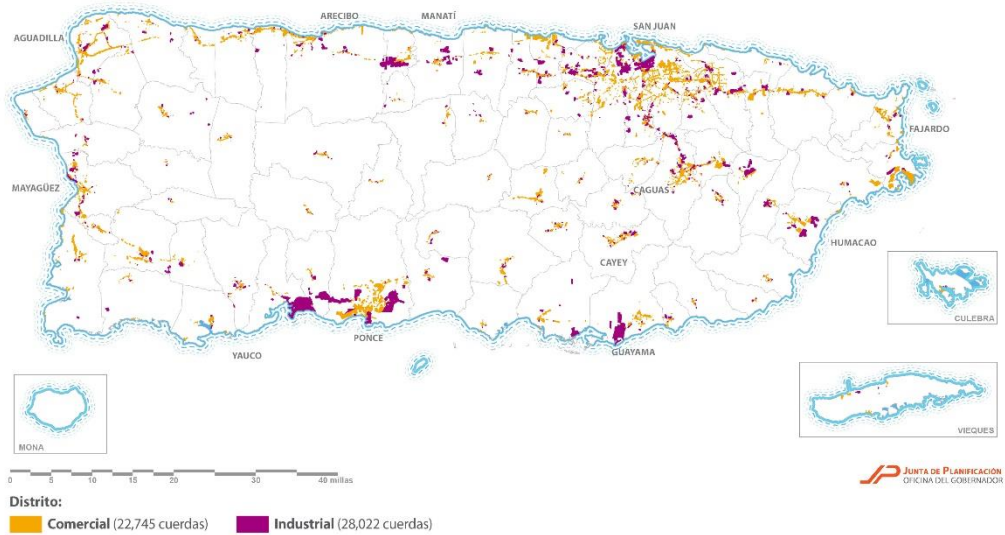 ARECIBO
MANATÍ
SAN JUAN
AGUADILLA
FAJARDO
MAYAGÜEZ
CAGUAS
HUMACAO
CAYEY
CULEBRA
PONCE
YAUCO
GUAYAMA
MONA
VIEQUES
0 5 10 15 20 30 40 millas
JP JUNTA DE PLANIFICACIÓN
OFICINA DEL GOBERNADOR
Distrito:
Comercial (22,745 cuerdas) Industrial (28,022 cuerdas)